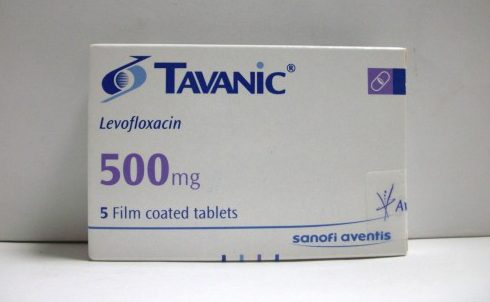 TAVANIC®
Levofloxacin
500mg
5 Film coated tablets
sanofi aventis